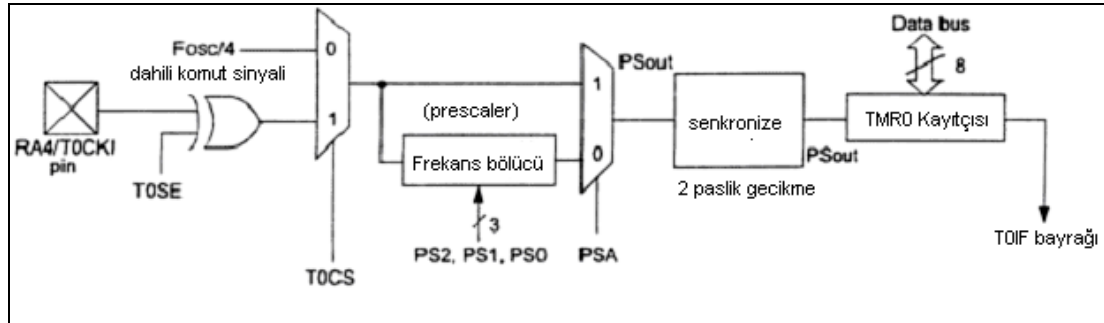 Data bus
8
Fosc/4
dahili komut sinyali
0
1
RA4/T0CKI
pin
T0SE
T0CS
(prescaler)
Frekans bölücü
3
PS2, PS1, PS0
PSout
1
0
PSA
senkronize
2 paslik gecikme
PSout
TMR0 Kayıtçısı
T0IF bayrağı